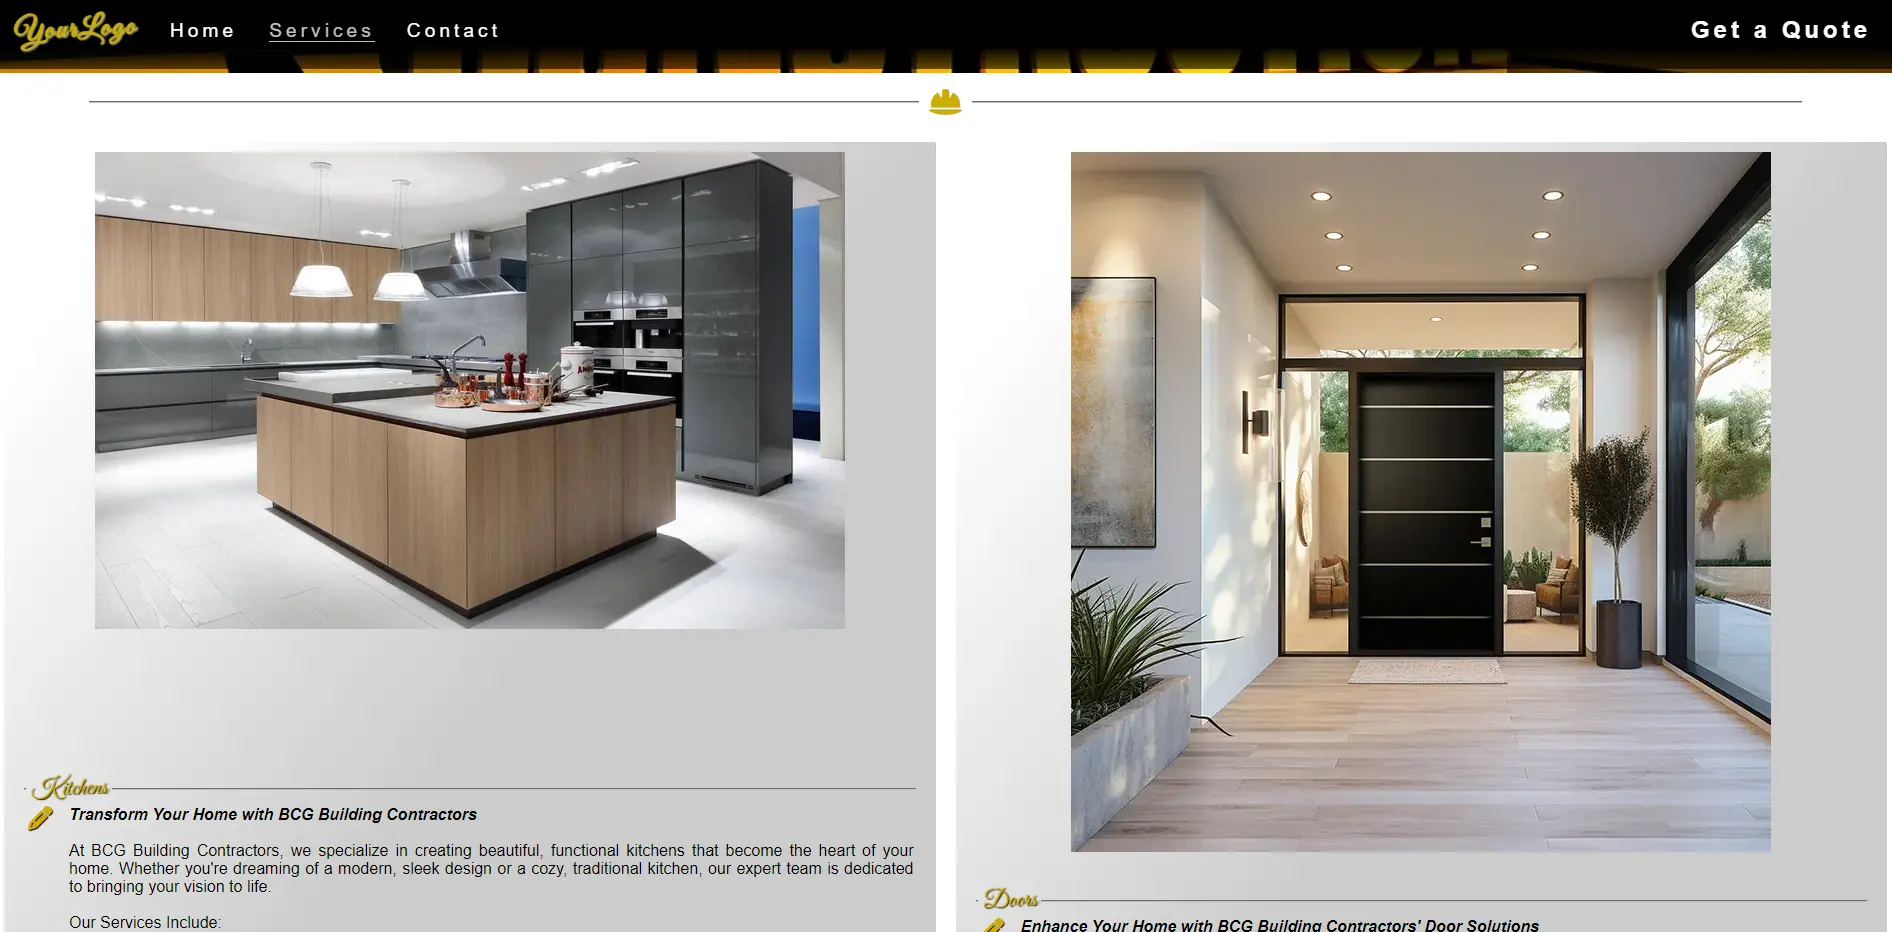 YourLogo Home Services Contact Get a Quote
Kitchens
Transform Your Home with BCG Building Contractors
At BCG Building Contractors, we specialize in creating beautiful, functional kitchens that become the heart of your
home. Whether you're dreaming of a modern, sleek design or a cozy, traditional kitchen, our expert team is dedicated
to bringing your vision to life.
Our Services Include:
Doors
Enhance Your Home with BCG Building Contractors' Door Solutions